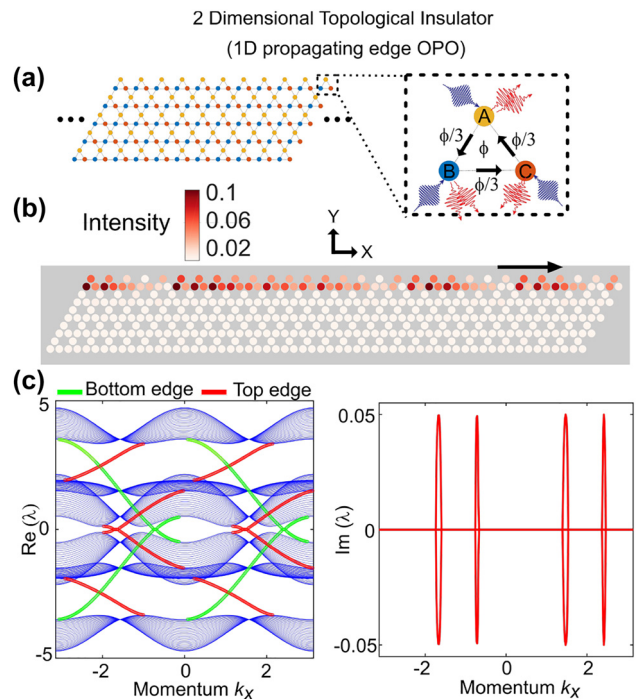 2 Dimensional Topological Insulator
(1D propagating edge OPO)
(a)
A
ϕ/3
ϕ
ϕ/3
B
ϕ/3
C
(b)
Intensity
0.1
0.06
0.02
Y
X
(c)
Bottom edge
Top edge
5
0
-5
Re (λ)
-2
0
2
Momentum kx
0.05
0
-0.05
Im (λ)
-2
0
2
Momentum kx